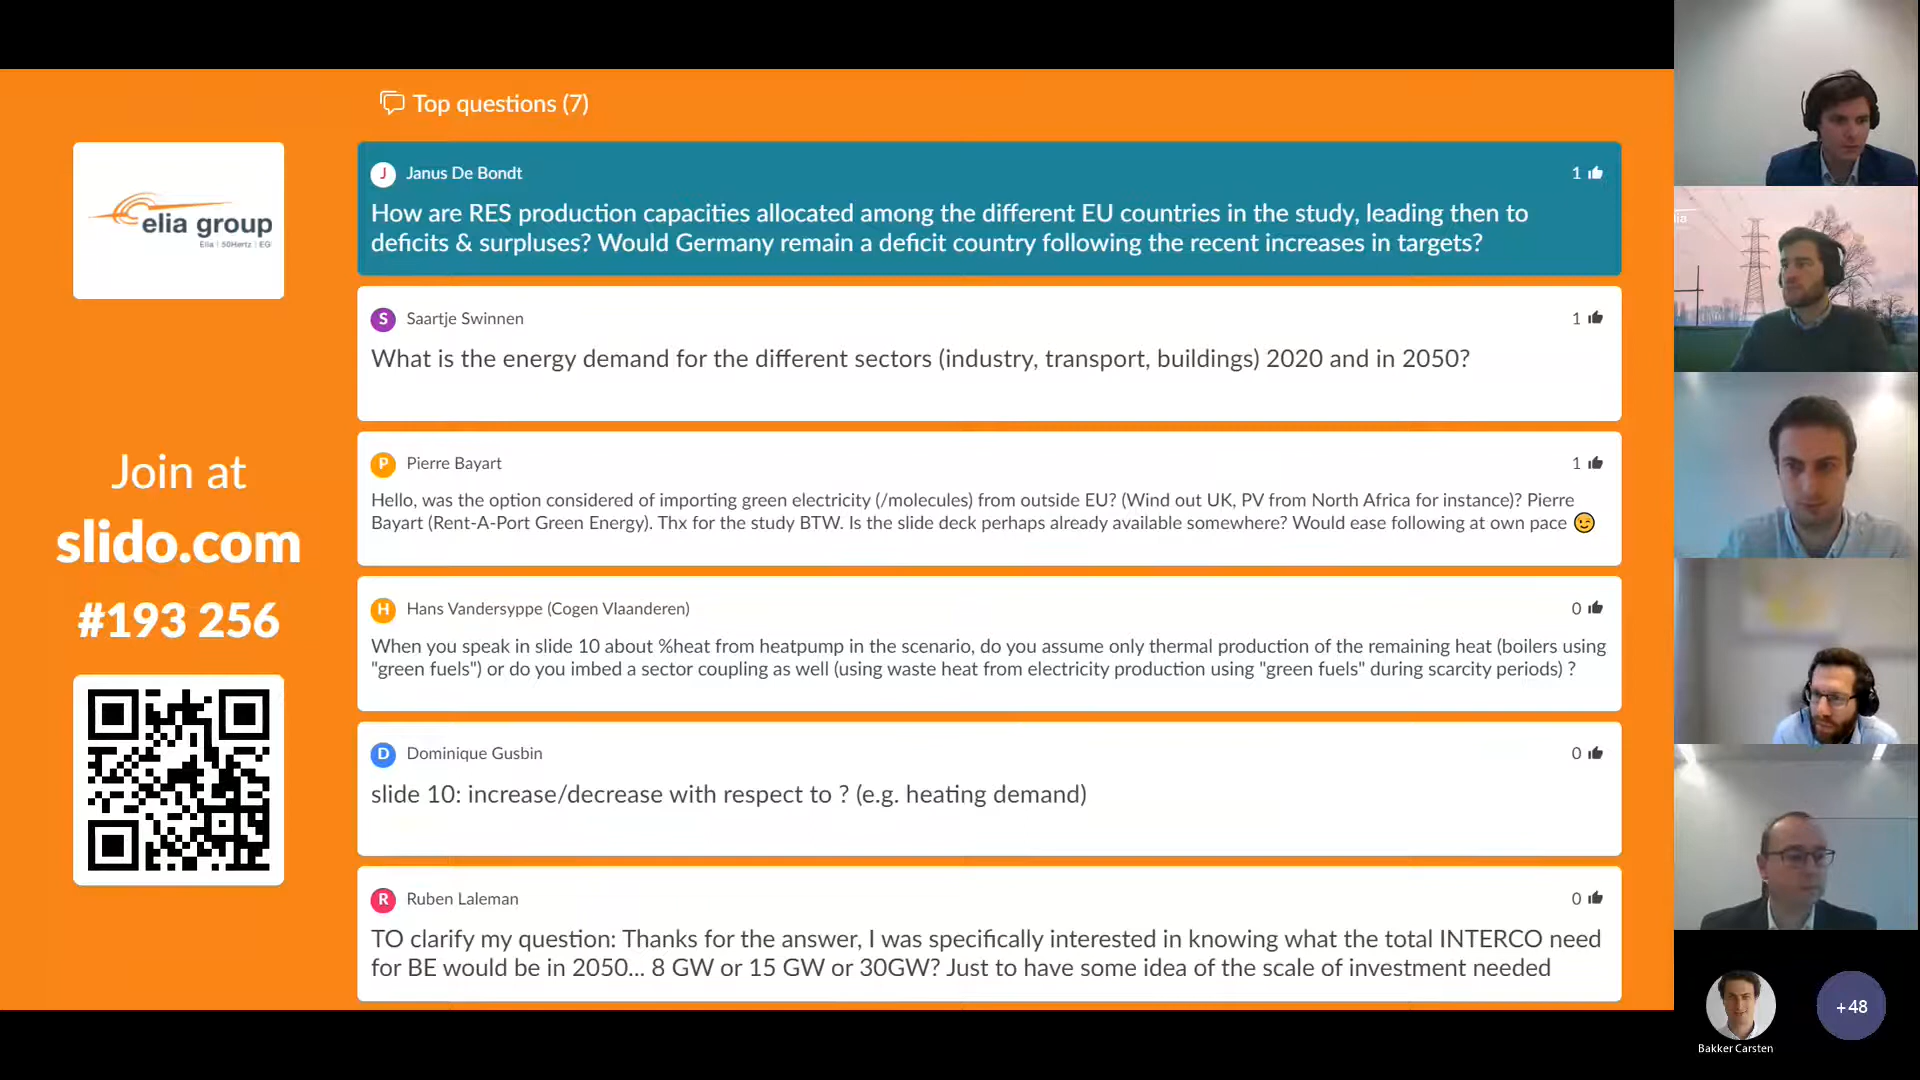 Top questions (7)
elia group
Elia | 50Hertz | EGI
Join at
slido.com
#193 256
J Janus De Bondt 1
How are RES production capacities allocated among the different EU countries in the study, leading then to
deficits & surpluses? Would Germany remain a deficit country following the recent increases in targets?
S Saartje Swinnen 1
What is the energy demand for the different sectors (industry, transport, buildings) 2020 and in 2050?
P Pierre Bayart 1
Hello, was the option considered of importing green electricity (/molecules) from outside EU? (Wind out UK, PV from North Africa for instance)? Pierre
Bayart (Rent-A-Port Green Energy). Thx for the study BTW. Is the slide deck perhaps already available somewhere? Would ease following at own pace 😉
H Hans Vandersyppe (Cogen Vlaanderen) 0
When you speak in slide 10 about %heat from heatpump in the scenario, do you assume only thermal production of the remaining heat (boilers using
"green fuels") or do you imbed a sector coupling as well (using waste heat from electricity production using "green fuels" during scarcity periods) ?
D Dominique Gusbin 0
slide 10: increase/decrease with respect to ? (e.g. heating demand)
R Ruben Laleman 0
TO clarify my question: Thanks for the answer, I was specifically interested in knowing what the total INTERCO need
for BE would be in 2050... 8 GW or 15 GW or 30GW? Just to have some idea of the scale of investment needed
+48
Bakker Carsten